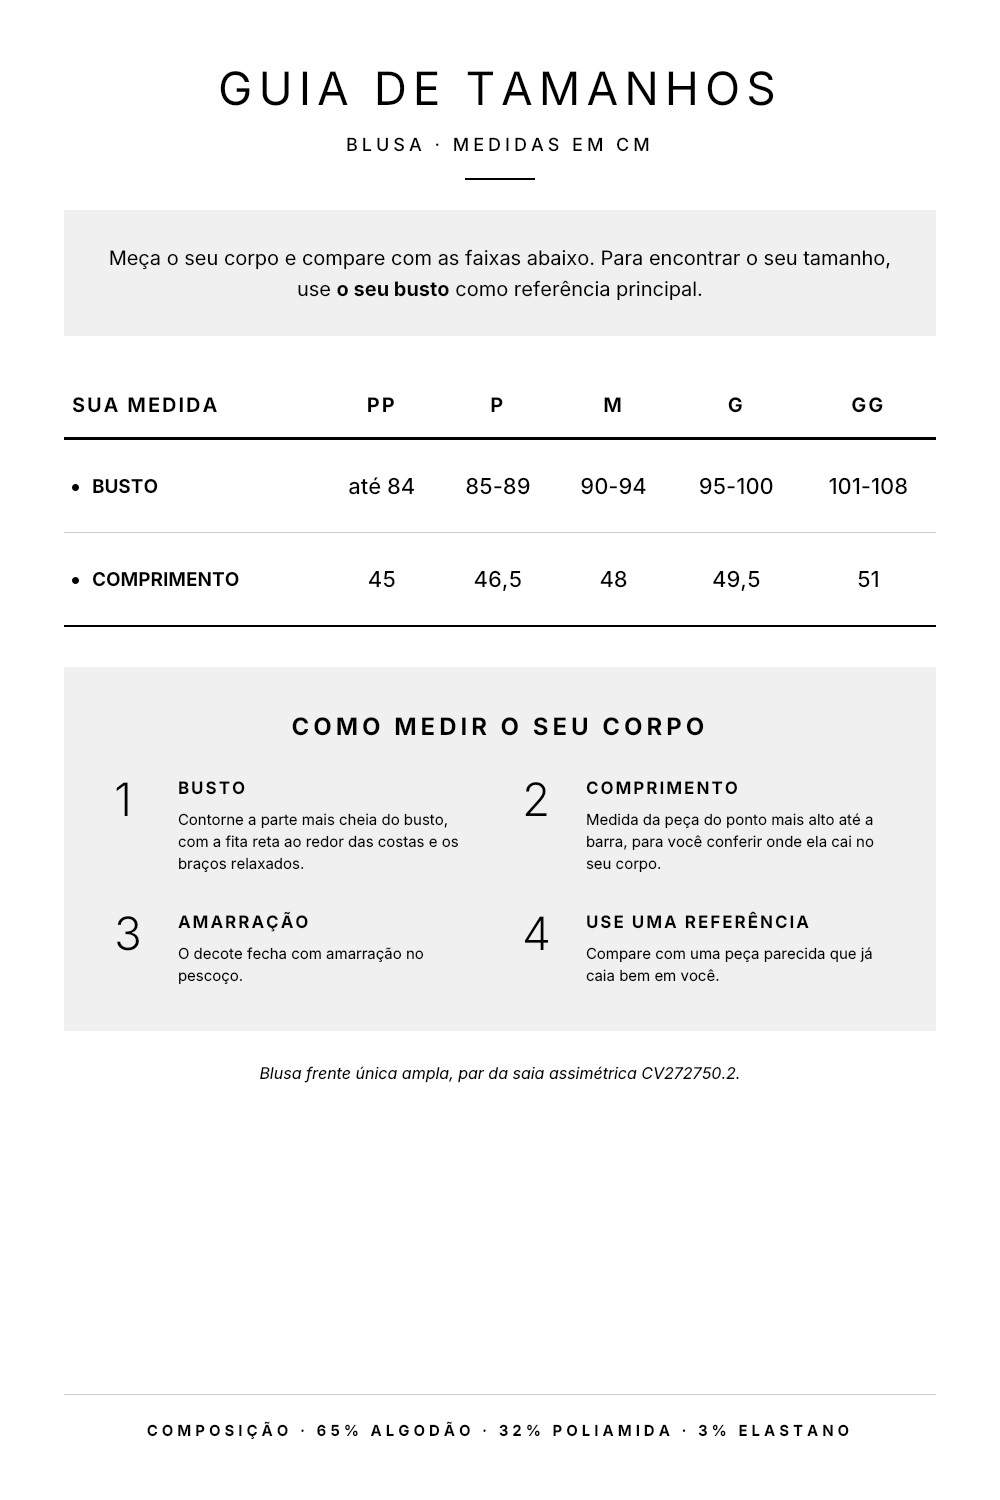 GUIA DE TAMANHOS
BLUSA · MEDIDAS EM CM
Meça o seu corpo e compare com as faixas abaixo. Para encontrar o seu tamanho,
use o seu busto como referência principal.
SUA MEDIDA PP P M G GG
• BUSTO até 84 85-89 90-94 95-100 101-108
• COMPRIMENTO 45 46,5 48 49,5 51
COMO MEDIR O SEU CORPO
1 BUSTO
Contorne a parte mais cheia do busto,
com a fita reta ao redor das costas e os
braços relaxados.
2 COMPRIMENTO
Medida da peça do ponto mais alto até a
barra, para você conferir onde ela cai no
seu corpo.
3 AMARRAÇÃO
O decote fecha com amarração no
pescoço.
4 USE UMA REFERÊNCIA
Compare com uma peça parecida que já
caia bem em você.
Blusa frente única ampla, par da saia assimétrica CV272750.2.
COMPOSIÇÃO · 65% ALGODÃO · 32% POLIAMIDA · 3% ELASTANO